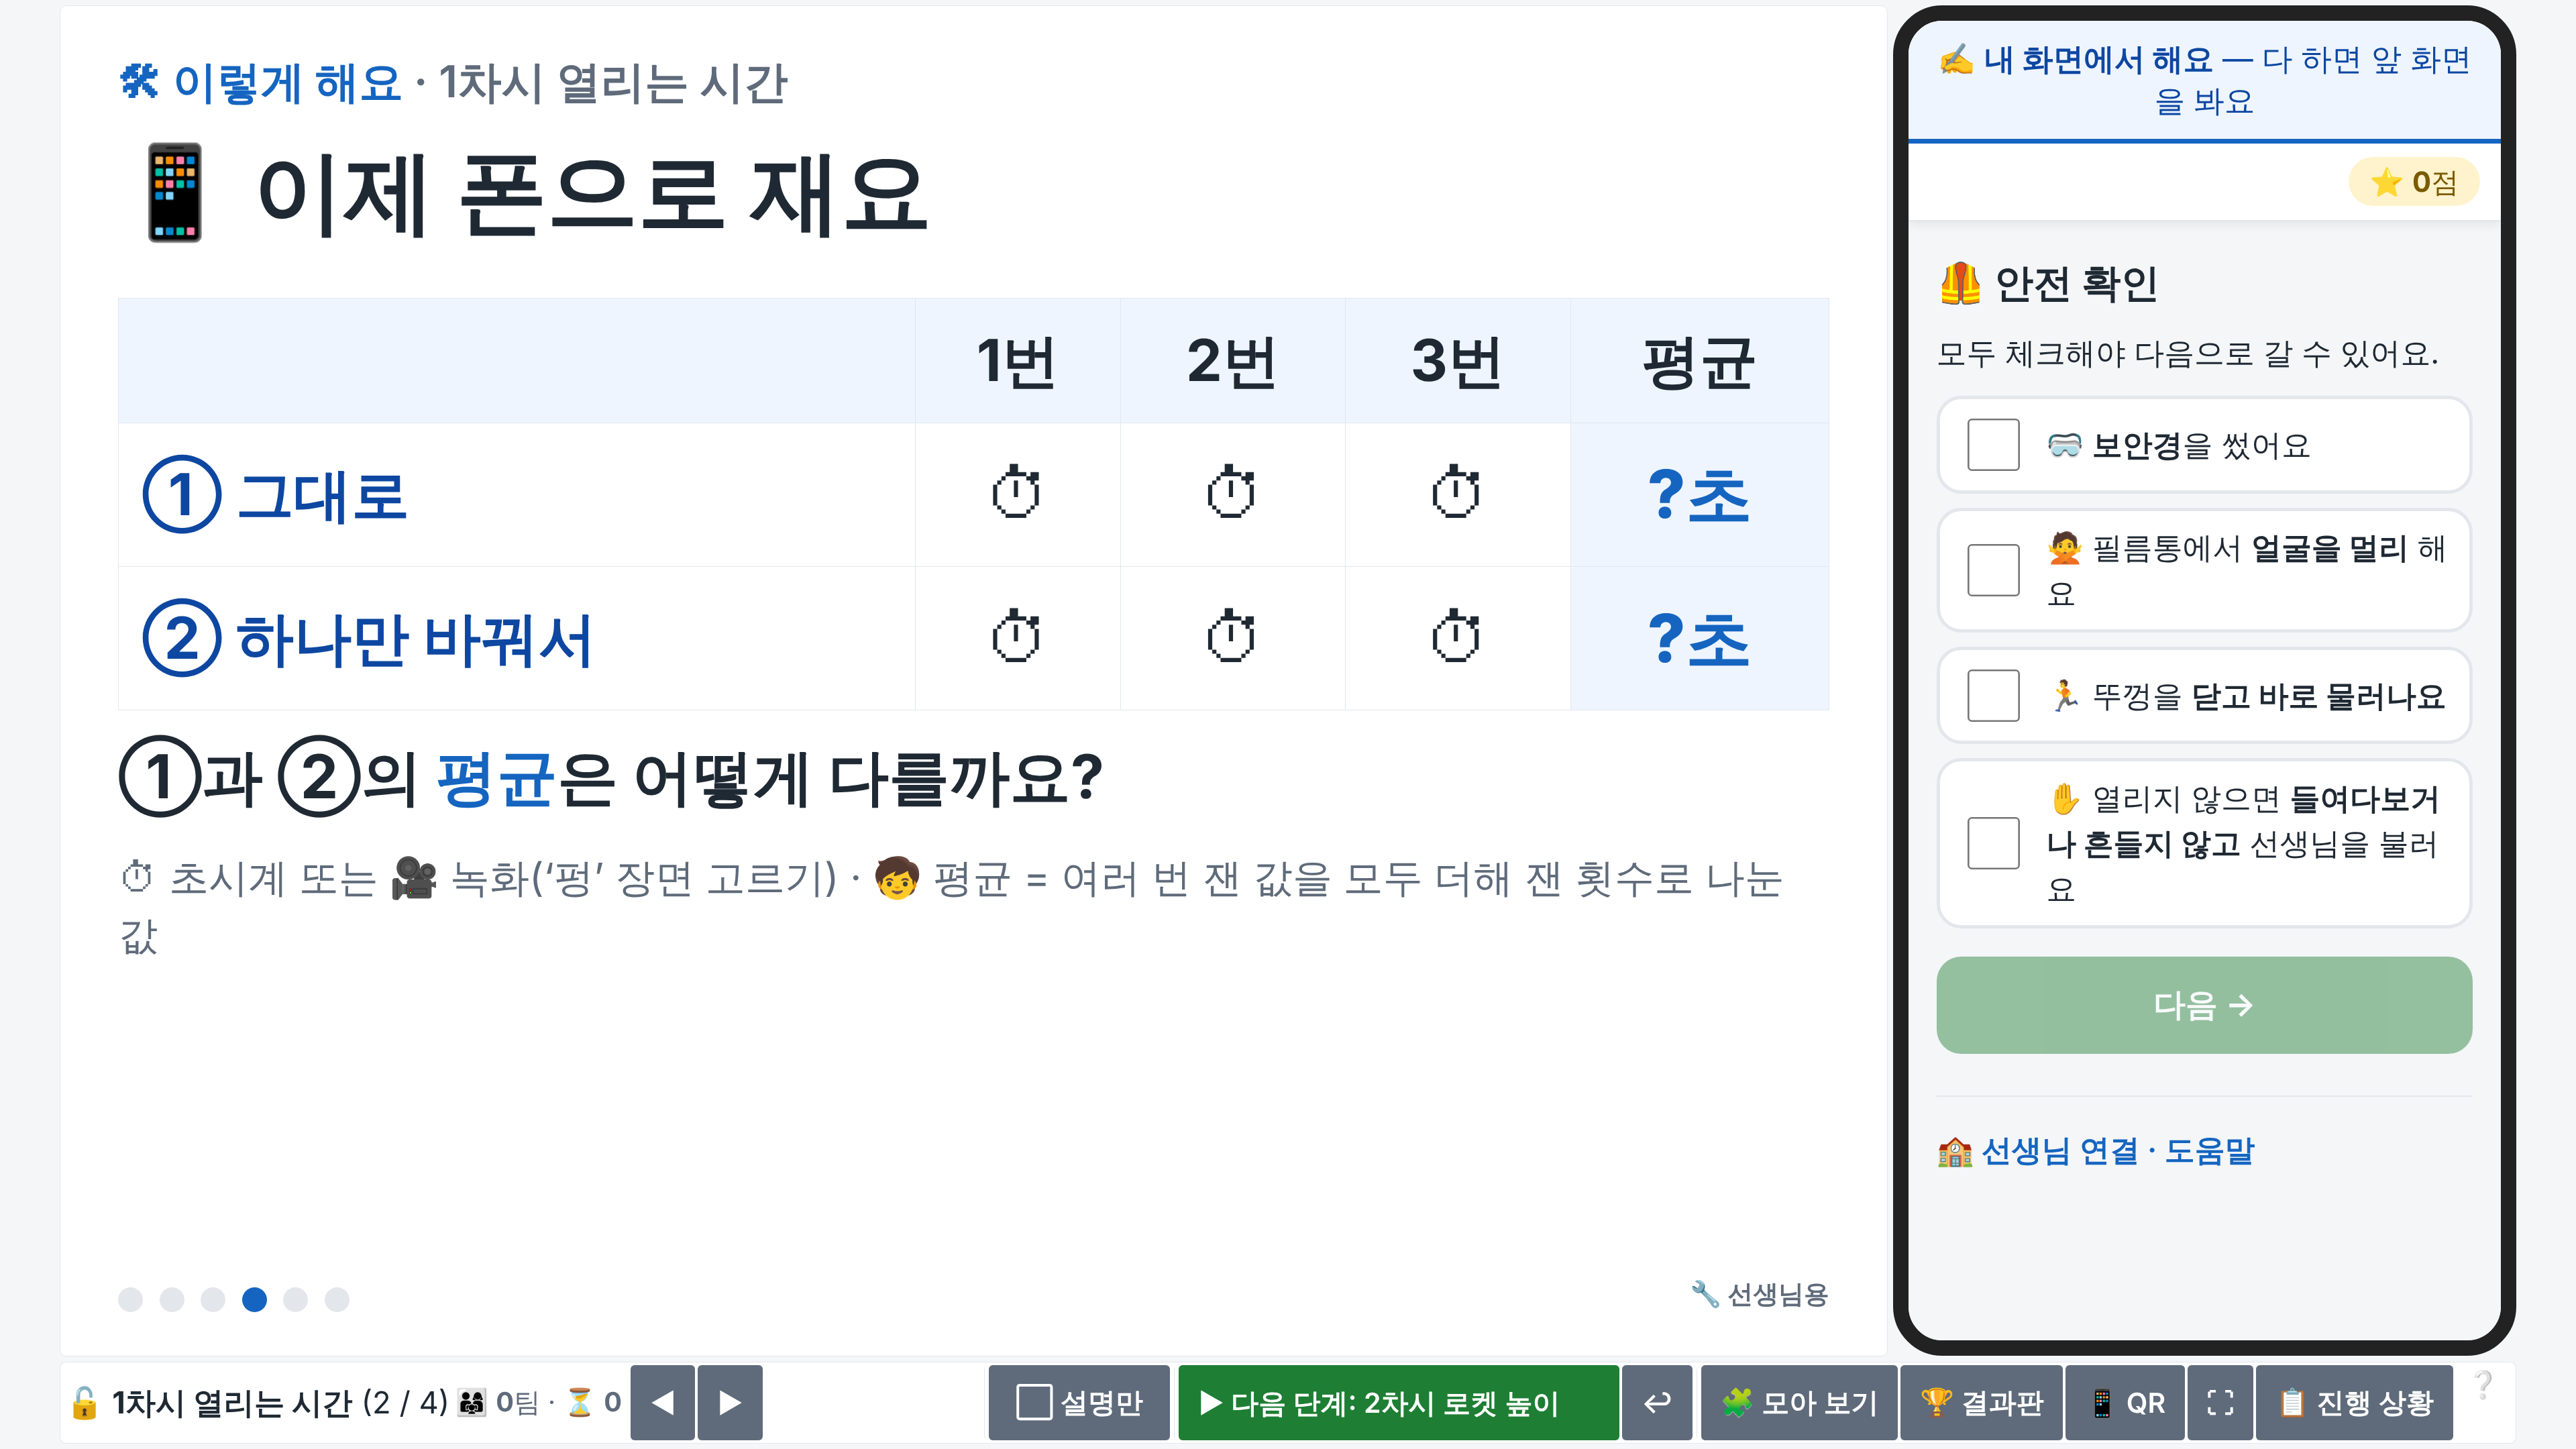 🛠 이렇게 해요 · 1차시 열리는 시간
📱 이제 폰으로 재요
1번 2번 3번 평균
① 그대로 ⏱ ⏱ ⏱ ?초
② 하나만 바꿔서 ⏱ ⏱ ⏱ ?초
①과 ②의 평균은 어떻게 다를까요?
⏱ 초시계 또는 🎥 녹화(‘펑’ 장면 고르기) · 🧒 평균 = 여러 번 잰 값을 모두 더해 잰 횟수로 나눈
값
🔧 선생님용
✍️ 내 화면에서 해요 — 다 하면 앞 화면
을 봐요
⭐ 0점
🦺 안전 확인
모두 체크해야 다음으로 갈 수 있어요.
🥽 보안경을 썼어요
🙅 필름통에서 얼굴을 멀리 해
요
🏃 뚜껑을 닫고 바로 물러나요
✋ 열리지 않으면 들여다보거
나 흔들지 않고 선생님을 불러
요
다음 →
🏫 선생님 연결 · 도움말
🔓 1차시 열리는 시간 (2 / 4) 👨‍👩‍👧 0팀 · ⏳ 0 ◀ ▶ 설명만 ▶ 다음 단계: 2차시 로켓 높이 ↩ 🧩 모아 보기 🏆 결과판 📱 QR ⛶ 📋 진행 상황 ❔